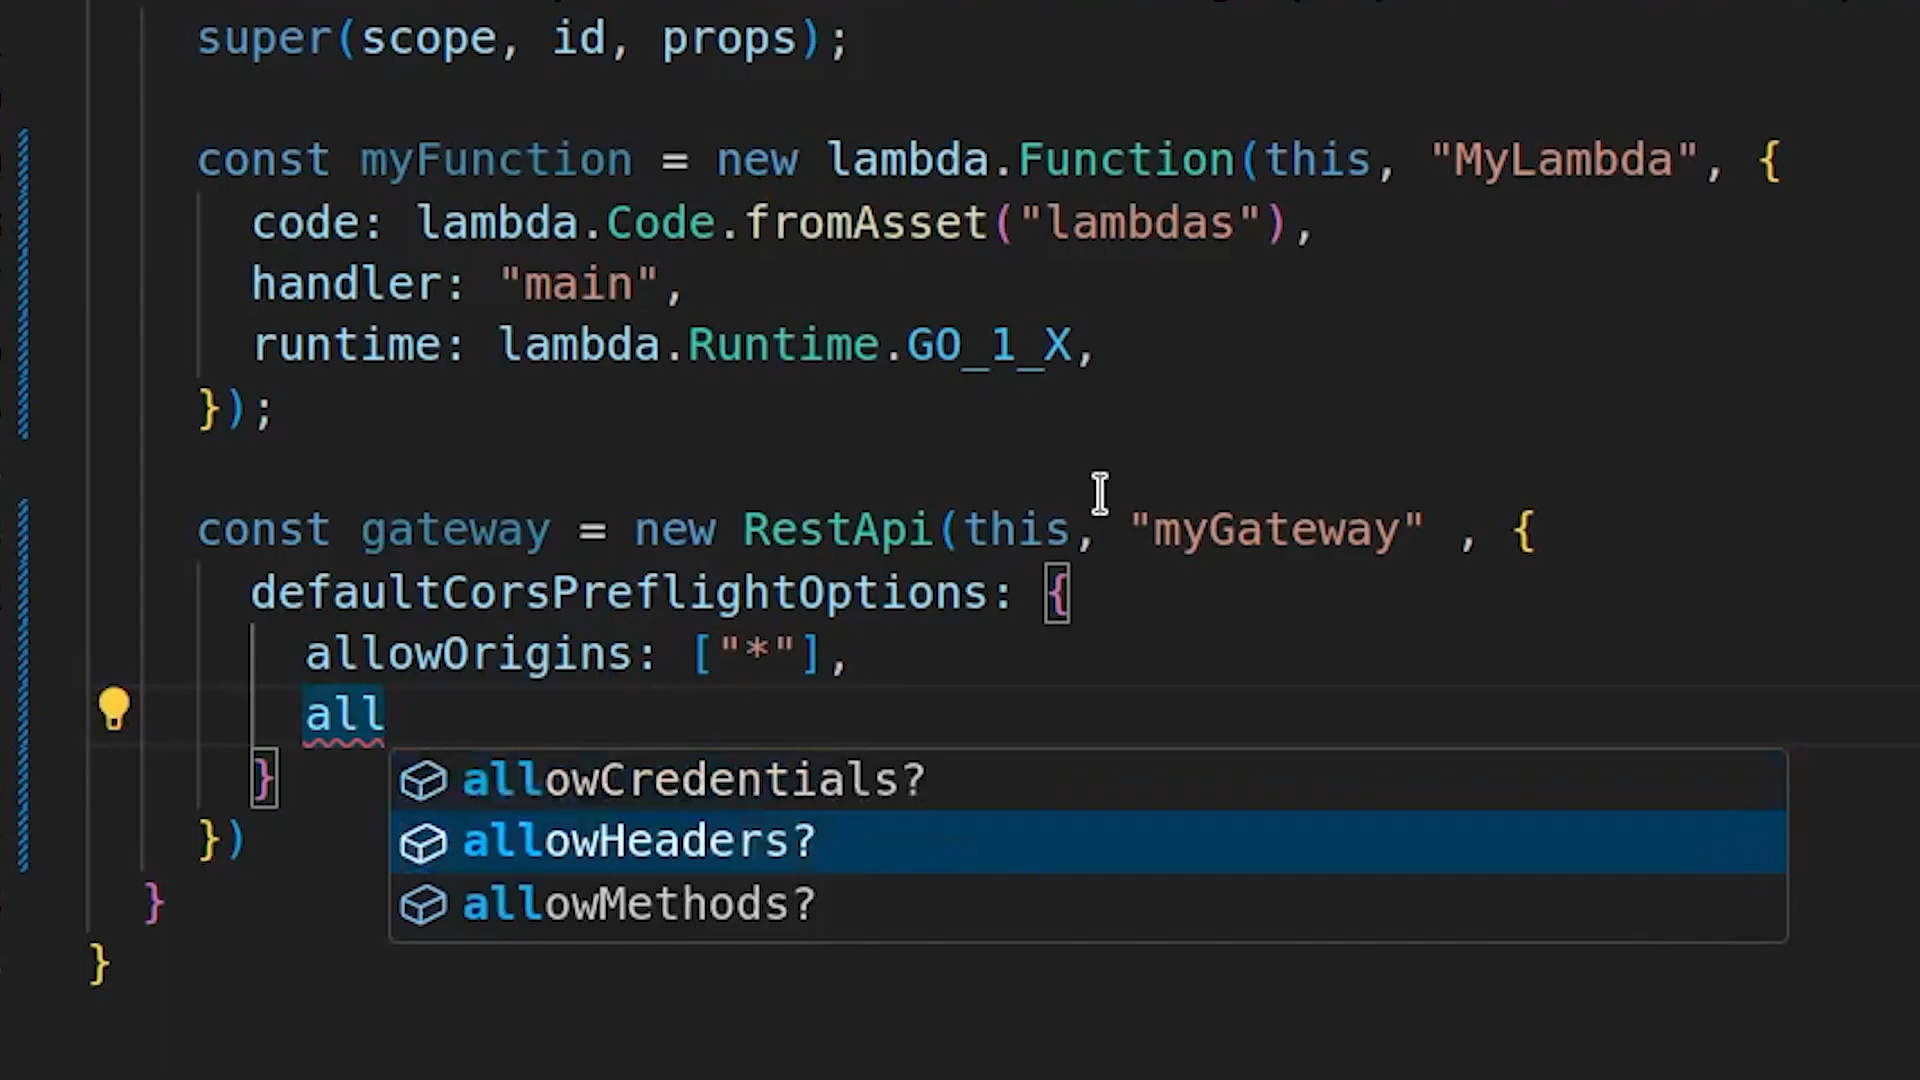 super(scope, id, props);
const myFunction = new lambda.Function(this, "MyLambda", {
code: lambda.Code.fromAsset("lambdas"),
handler: "main",
runtime: lambda.Runtime.GO_1_X,
});
const gateway = new RestApi(this, "myGateway" , {
defaultCorsPreflightOptions: {
allowOrigins: ["*"],
all
}
allowCredentials?
})
allowHeaders?
}
allowMethods?
}